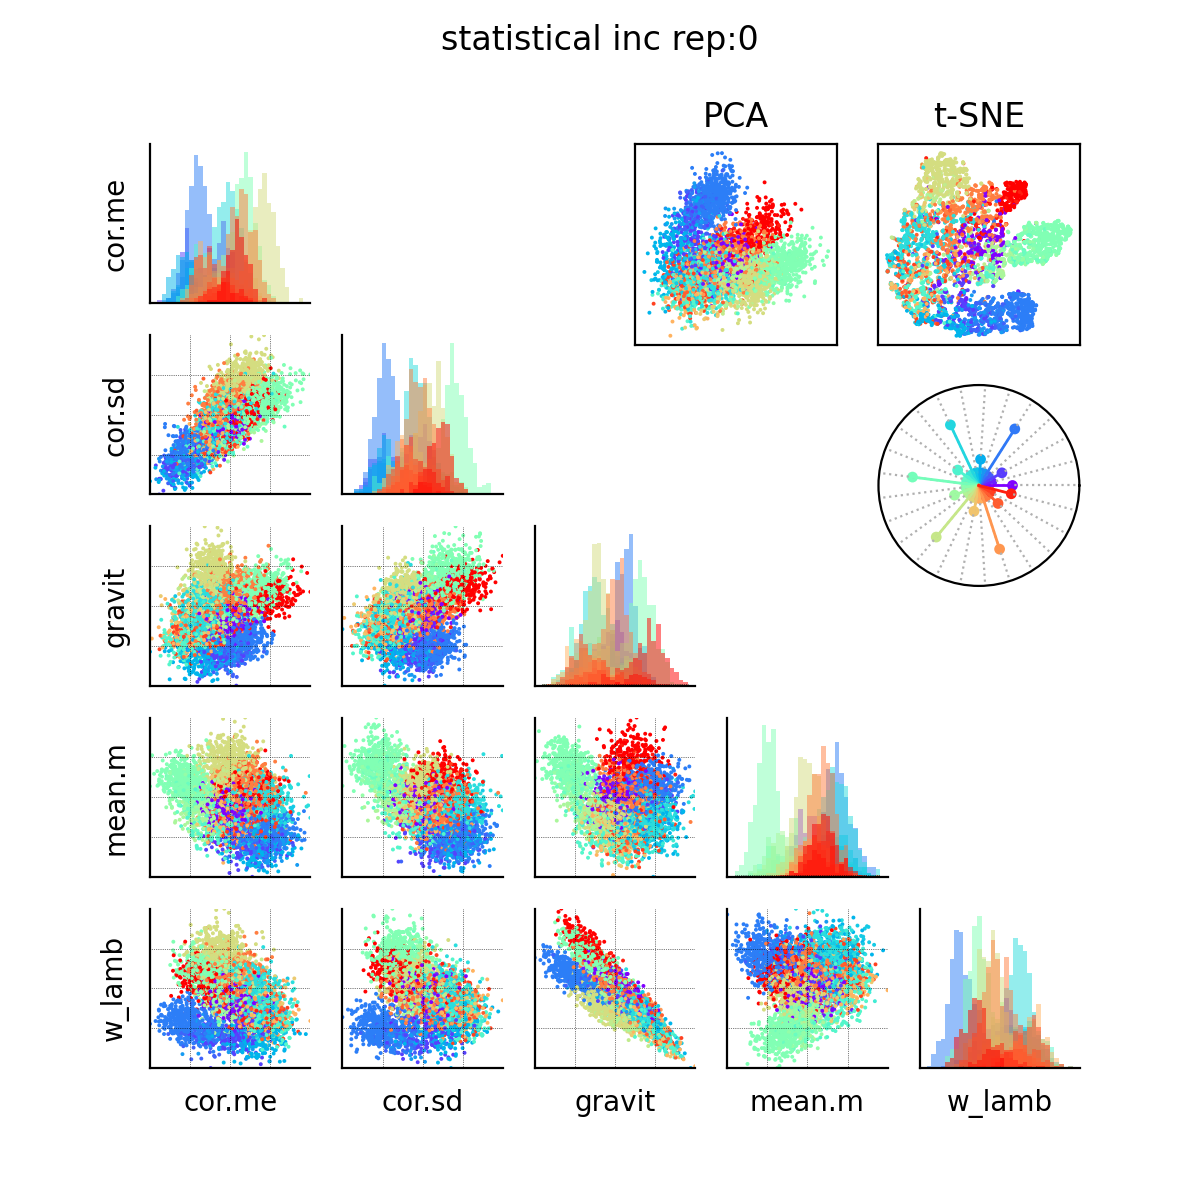 statistical inc rep:0
PCA
t-SNE
cor.me
cor.sd
gravit
mean.m
w_lamb
cor.me
cor.sd
gravit
mean.m
w_lamb